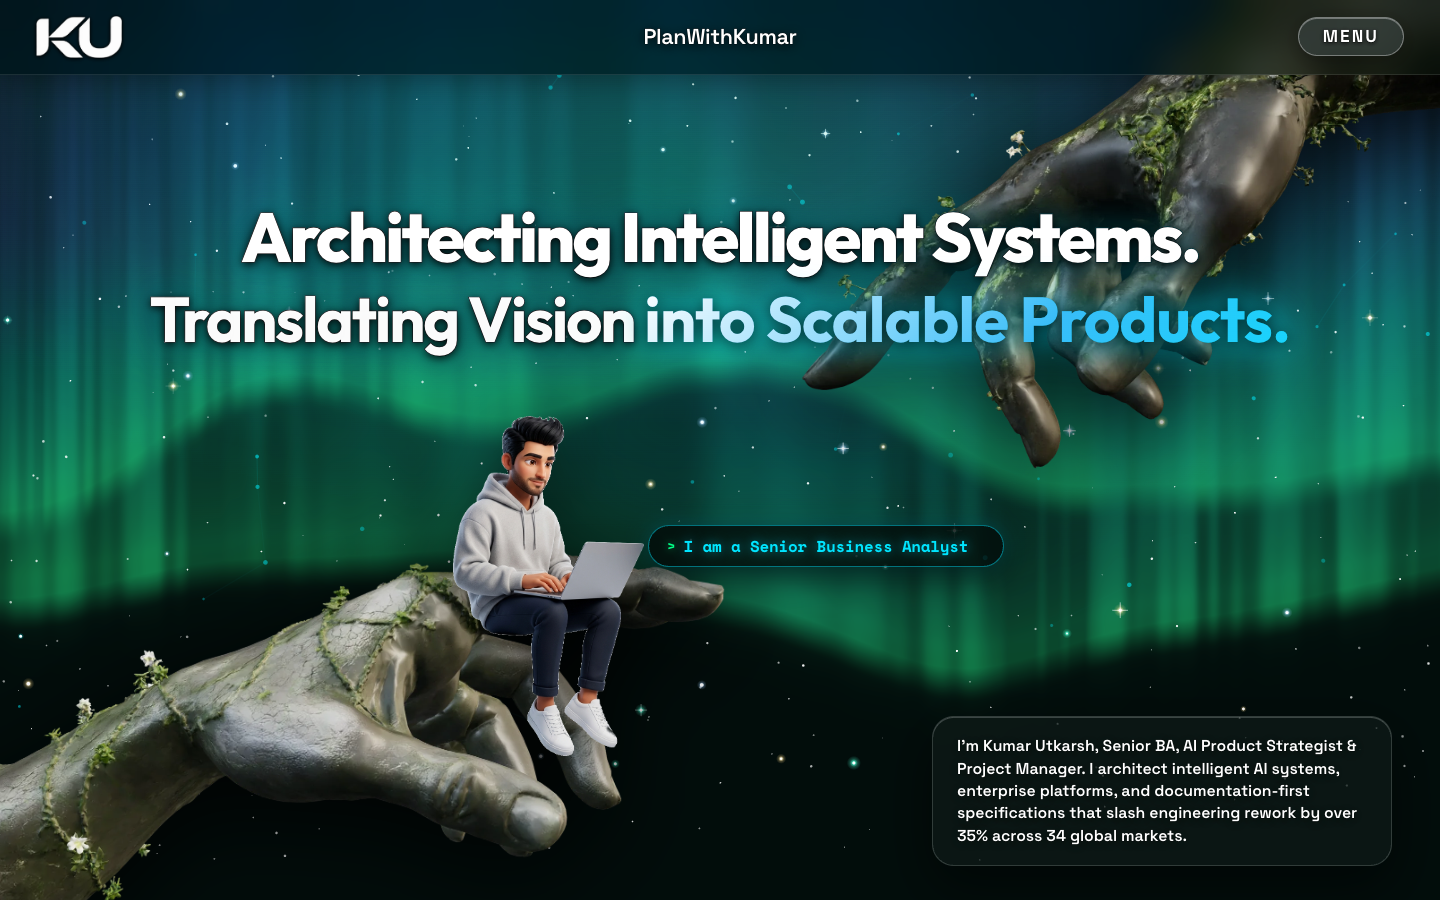 KU
PlanWithKumar
MENU
Architecting Intelligent Systems.
Translating Vision into Scalable Products.
> I am a Senior Business Analyst
I'm Kumar Utkarsh, Senior BA, AI Product Strategist &
Project Manager. I architect intelligent AI systems,
enterprise platforms, and documentation-first
specifications that slash engineering rework by over
35% across 34 global markets.